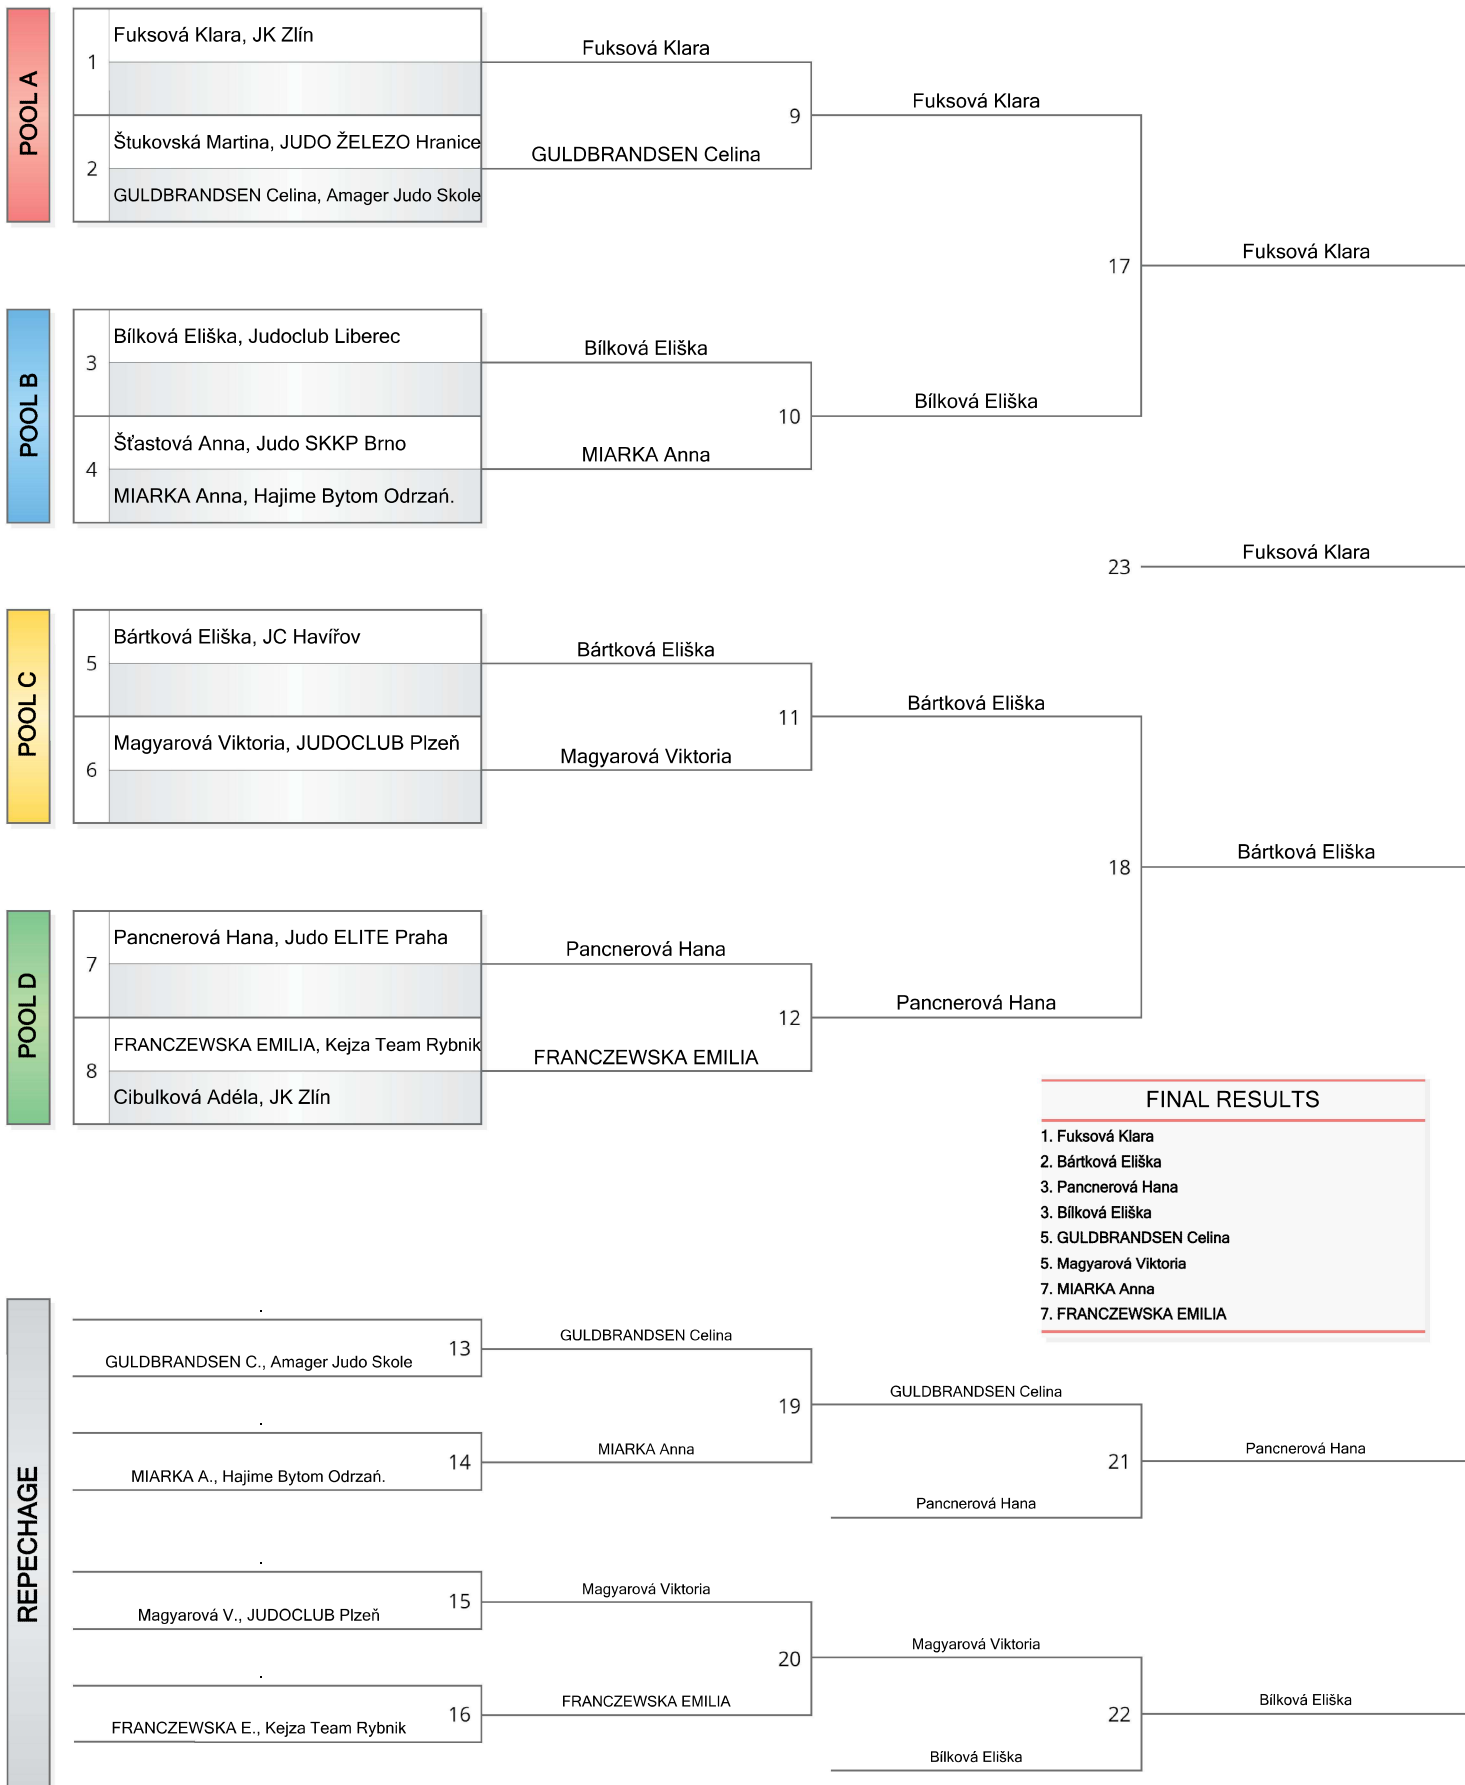 POOL A
1
Fuksová Klara, JK Zlín
2
Štukovská Martina, JUDO ŽELEZO Hranice
GULDBRANDSEN Celina, Amager Judo Skole
Fuksová Klara
GULDBRANDSEN Celina
9
Fuksová Klara
17
Fuksová Klara
POOL B
3
Bílková Eliška, Judoclub Liberec
4
Šťastová Anna, Judo SKKP Brno
MIARKA Anna, Hajime Bytom Odrzań.
Bílková Eliška
MIARKA Anna
10
Bílková Eliška
23
Fuksová Klara
POOL C
5
Bártková Eliška, JC Havířov
6
Magyarová Viktoria, JUDOCLUB Plzeň
Bártková Eliška
Magyarová Viktoria
11
Bártková Eliška
18
Bártková Eliška
POOL D
7
Pancnerová Hana, Judo ELITE Praha
8
FRANCZEWSKA EMILIA, Kejza Team Rybnik
Cibulková Adéla, JK Zlín
Pancnerová Hana
FRANCZEWSKA EMILIA
12
Pancnerová Hana
FINAL RESULTS
1. Fuksová Klara
2. Bártková Eliška
3. Pancnerová Hana
3. Bílková Eliška
5. GULDBRANDSEN Celina
5. Magyarová Viktoria
7. MIARKA Anna
7. FRANCZEWSKA EMILIA
REPECHAGE
.
GULDBRANDSEN C., Amager Judo Skole
13
GULDBRANDSEN Celina
.
MIARKA A., Hajime Bytom Odrzań.
14
MIARKA Anna
19
GULDBRANDSEN Celina
Pancnerová Hana
21
Pancnerová Hana
.
Magyarová V., JUDOCLUB Plzeň
15
Magyarová Viktoria
.
FRANCZEWSKA E., Kejza Team Rybnik
16
FRANCZEWSKA EMILIA
20
Magyarová Viktoria
Bílková Eliška
22
Bílková Eliška